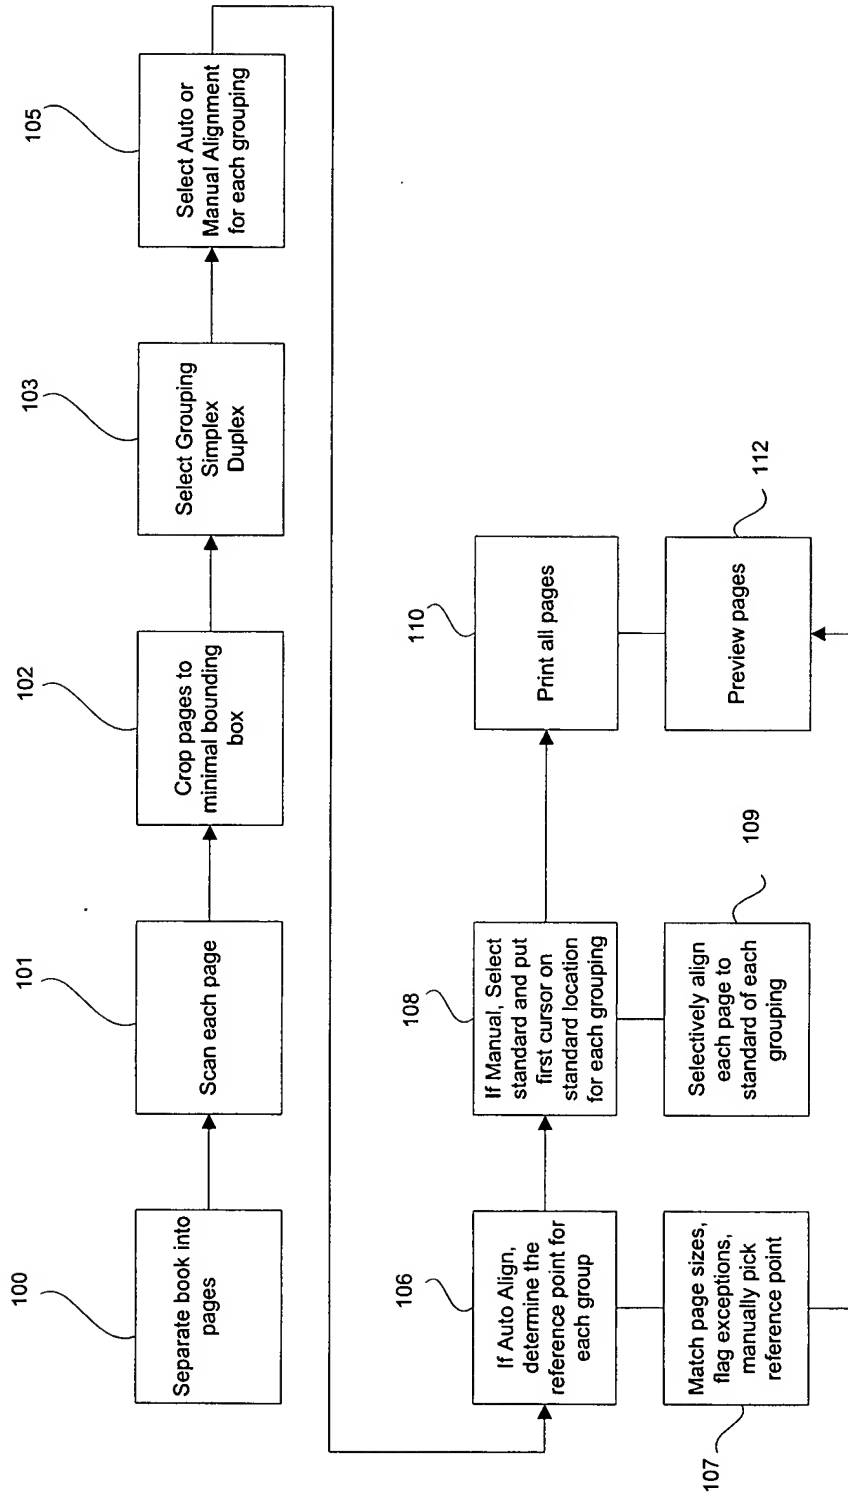 100
Separate book into
pages
101
Scan each page
102
Crop pages to
minimal bounding
box
103
Select Grouping
Simplex
Duplex
105
Select Auto or
Manual Alignment
for each grouping
106
If Auto Align,
determine the
reference point for
each group
107
Match page sizes,
flag exceptions,
manually pick
reference point
108
If Manual, Select
standard and put
first cursor on
standard location
for each grouping
109
Selectively align
each page to
standard of each
grouping
110
Print all pages
112
Preview pages